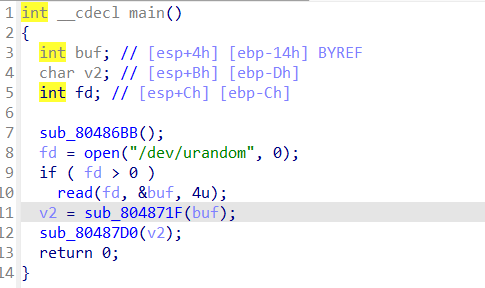 1 int __cdecl main()
2 {
3 int buf; // [esp+4h] [ebp-14h] BYREF
4 char v2; // [esp+Bh] [ebp-Dh]
5 int fd; // [esp+Ch] [ebp-Ch]
6
7 sub_80486BB();
8 fd = open("/dev/urandom", 0);
9 if ( fd > 0 )
10 read(fd, &buf, 4u);
11 v2 = sub_804871F(buf);
12 sub_80487D0(v2);
13 return 0;
14 }